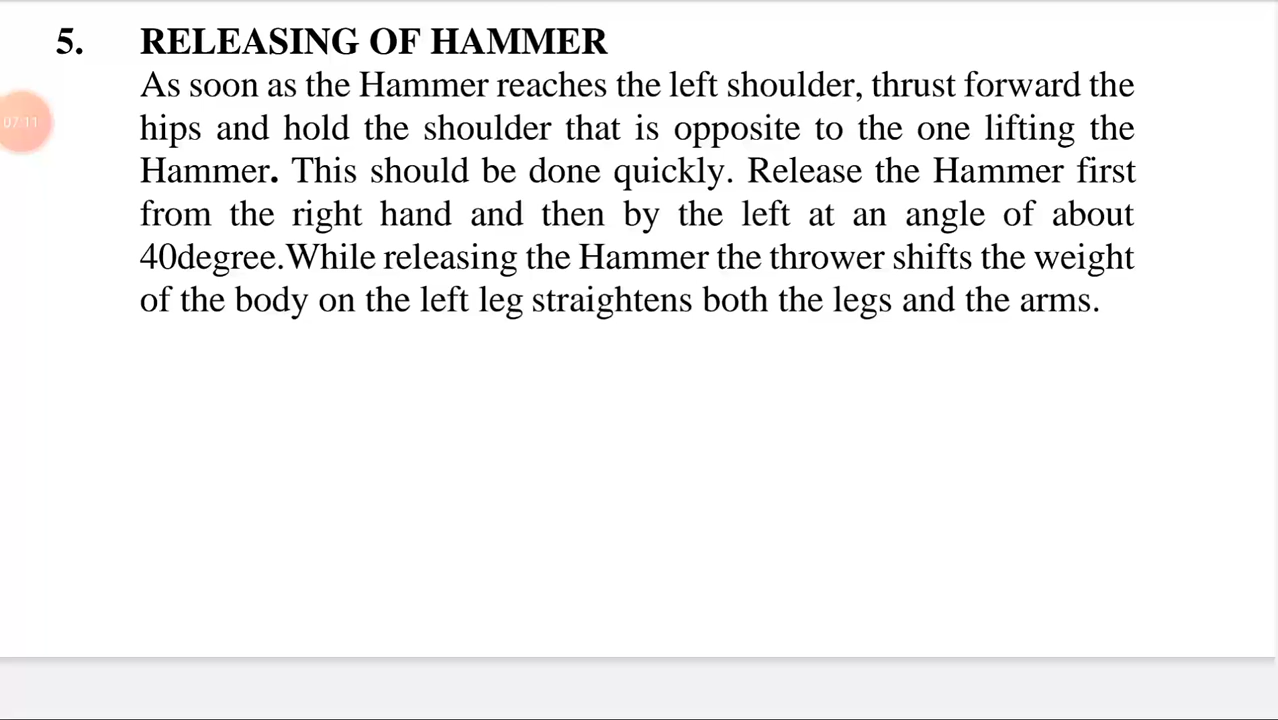 5. RELEASING OF HAMMER
As soon as the Hammer reaches the left shoulder, thrust forward the
hips and hold the shoulder that is opposite to the one lifting the
Hammer. This should be done quickly. Release the Hammer first
from the right hand and then by the left at an angle of about
40degree.While releasing the Hammer the thrower shifts the weight
of the body on the left leg straightens both the legs and the arms.
07:11